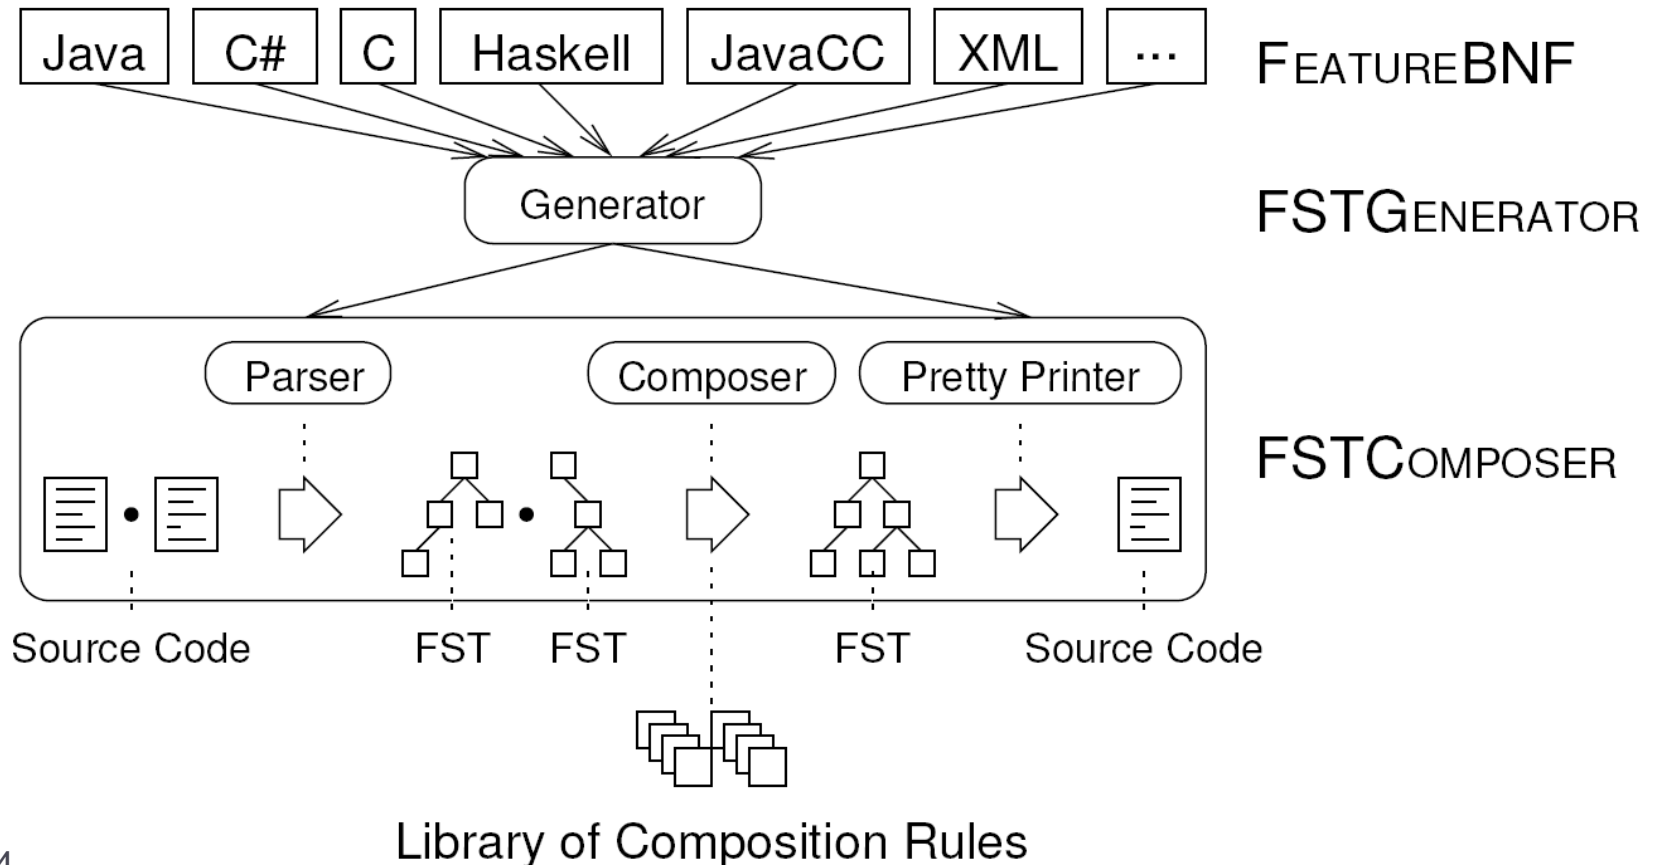 Java C# C Haskell JavaCC XML ... FEATUREBNF
Generator FSTGENERATOR
Parser Composer Pretty Printer
FSTCOMPOSER
Source Code FST FST FST Source Code
Library of Composition Rules